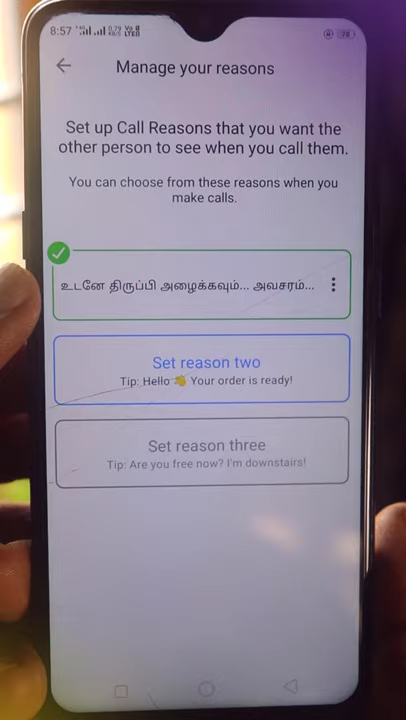 8:57
Manage your reasons
Set up Call Reasons that you want the
other person to see when you call them.
You can choose from these reasons when you
make calls.
உடனே திருப்பி அழைக்கவும்... அவசரம்...
Set reason two
Tip: Hello 👋 Your order is ready!
Set reason three
Tip: Are you free now? I'm downstairs!